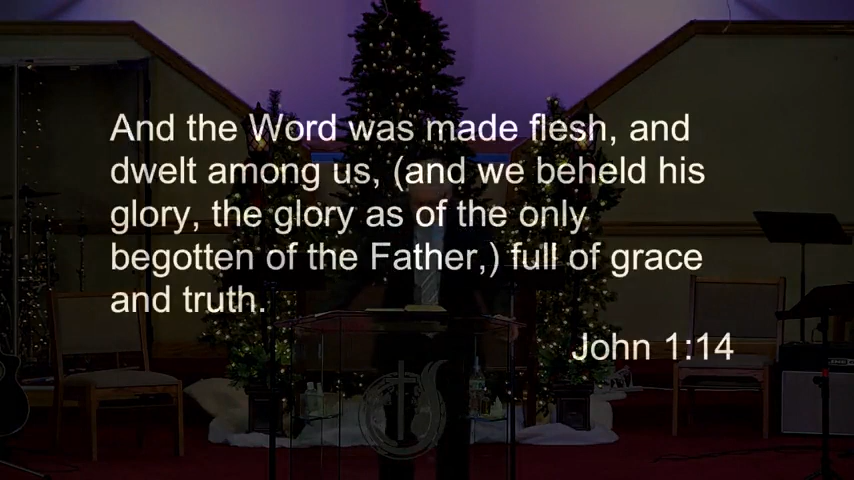 And the Word was made flesh, and
dwelt among us, (and we beheld his
glory, the glory as of the only
begotten of the Father,) full of grace
and truth.
John 1:14